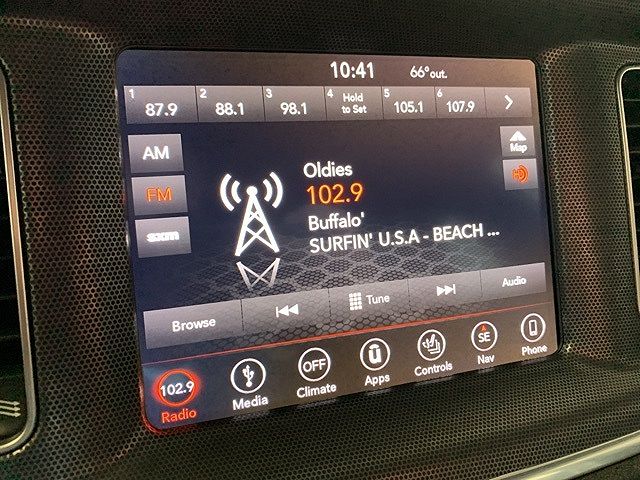 10:41 66° out.
1 87.9 2 88.1 3 98.1 4 Hold to Set 5 105.1 6 107.9
AM
Map
FM
HD
sxm
Oldies
102.9
Buffalo'
SURFIN' U.S.A - BEACH ...
Browse Tune Audio
102.9 OFF SE
Radio Media Climate Apps Controls Nav Phone